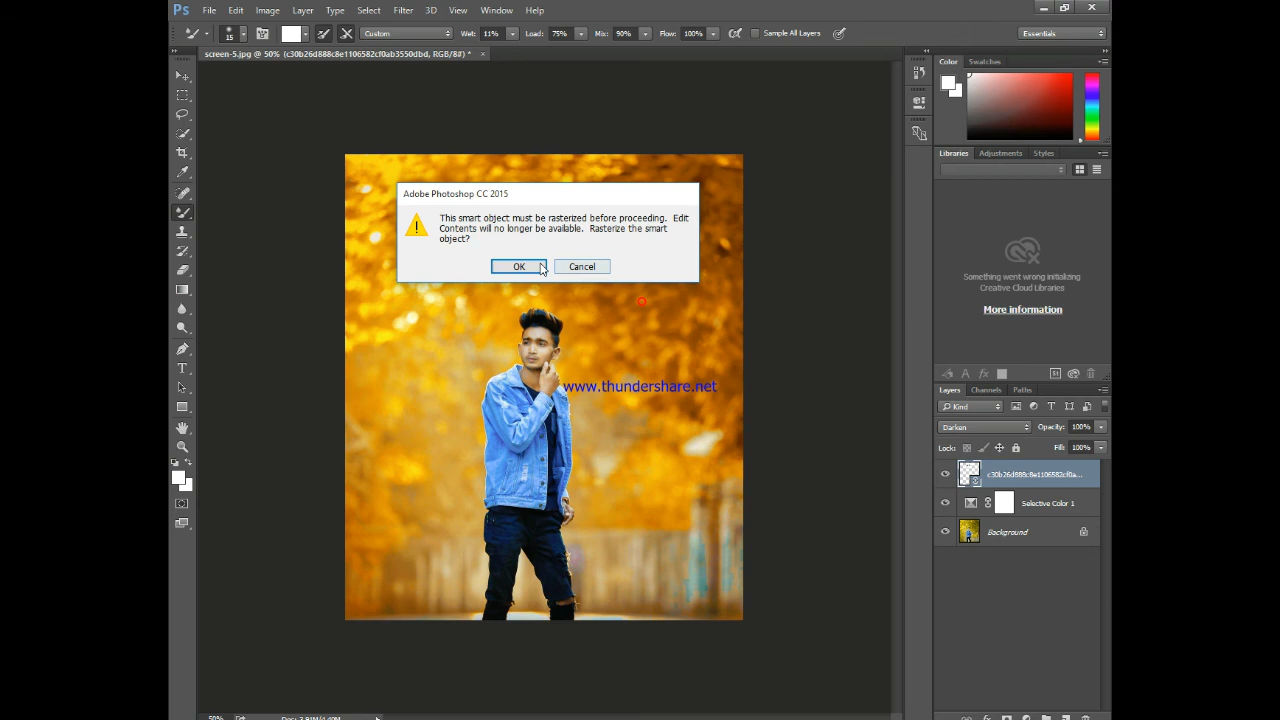 Ps File Edit Image Layer Type Select Filter 3D View Window Help
15 Custom Wet: 11% Load: 75% Mix: 90% Flow: 100% Sample All Layers Essentials
screen-5.jpg @ 50% (c30b26d888c8e1106582cf0ab3550dbd, RGB/8#) * ×
Color Swatches
Libraries Adjustments Styles
Something went wrong initializing
Creative Cloud Libraries
More information
Adobe Photoshop CC 2015
This smart object must be rasterized before proceeding. Edit
Contents will no longer be available. Rasterize the smart
object?
OK Cancel
www.thundershare.net
St
Layers Channels Paths
Kind
Darken Opacity: 100%
Lock: Fill: 100%
c30b26d888c8e1106582cf0a...
Selective Color 1
Background
50%